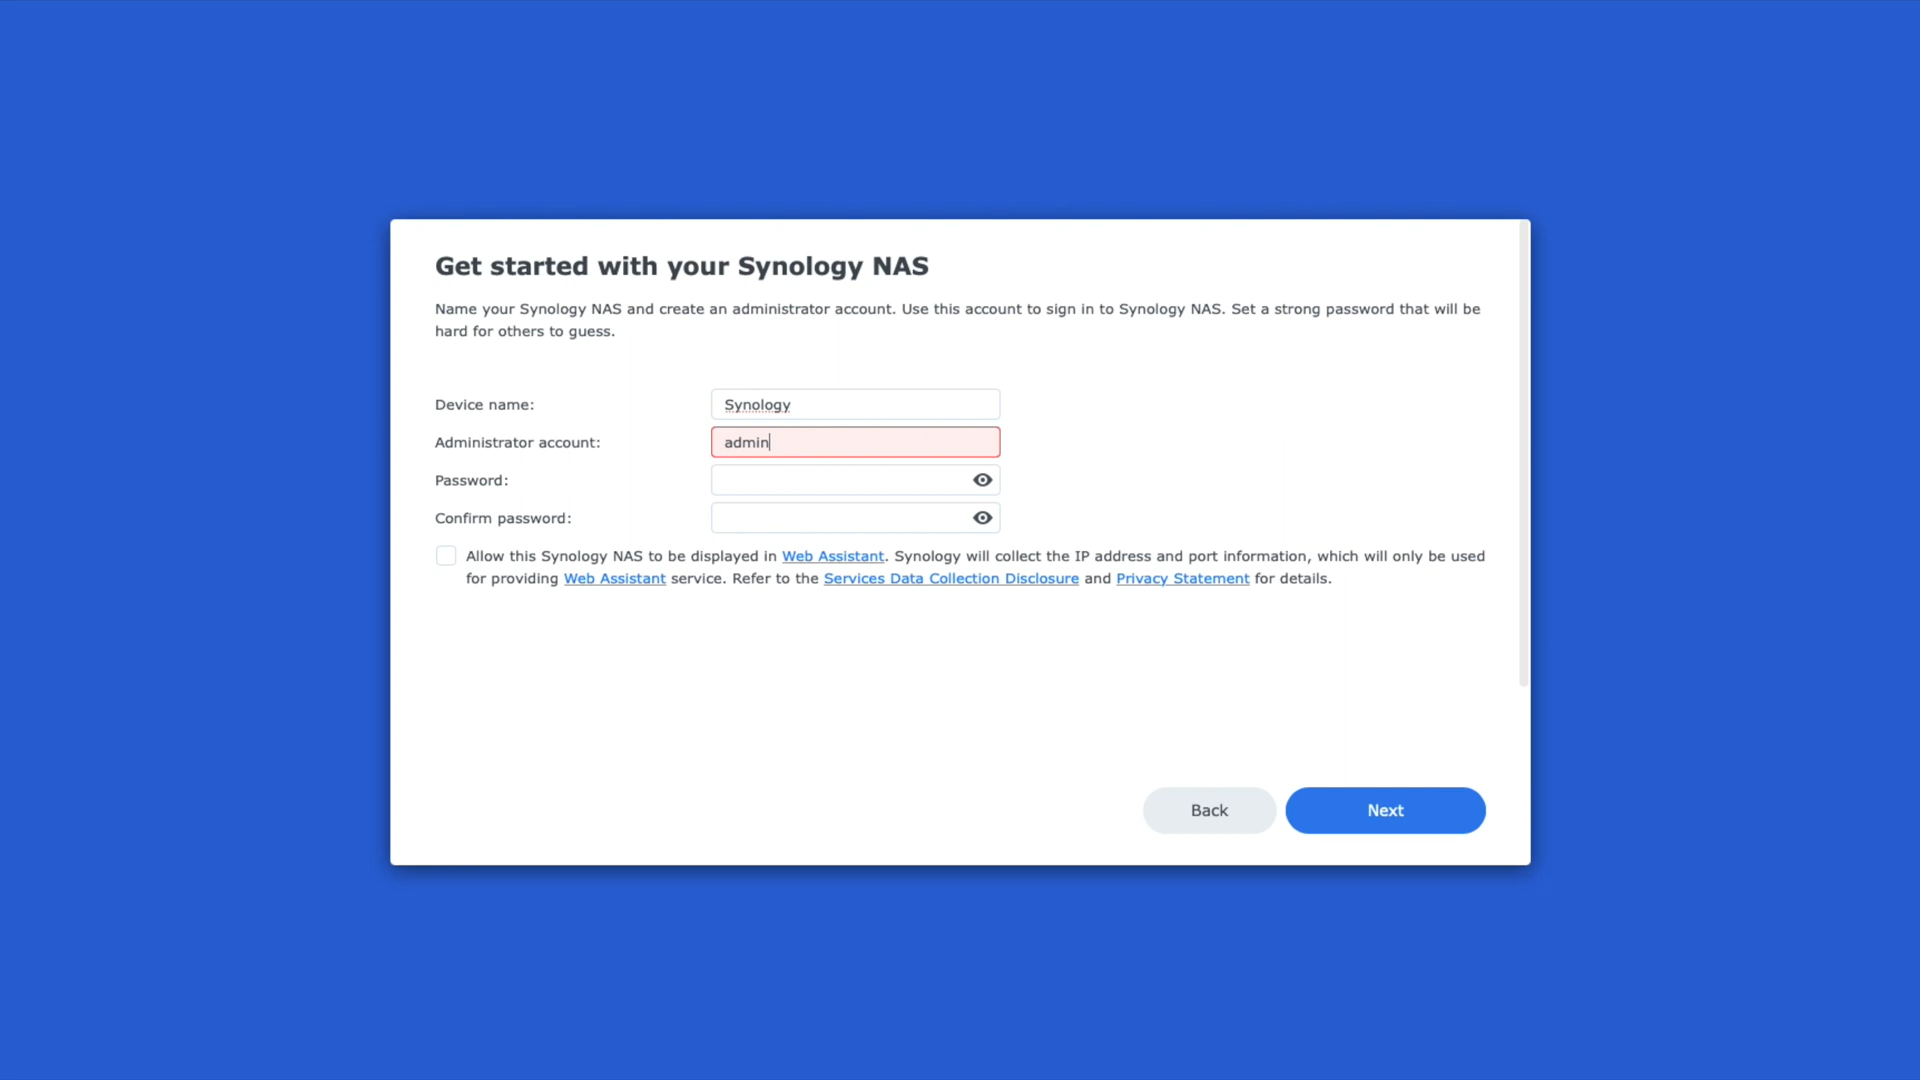 Get started with your Synology NAS
Name your Synology NAS and create an administrator account. Use this account to sign in to Synology NAS. Set a strong password that will be
hard for others to guess.
Device name:
Synology
Administrator account:
admin
Password:
Confirm password:
Allow this Synology NAS to be displayed in Web Assistant. Synology will collect the IP address and port information, which will only be used
for providing Web Assistant service. Refer to the Services Data Collection Disclosure and Privacy Statement for details.
Back
Next